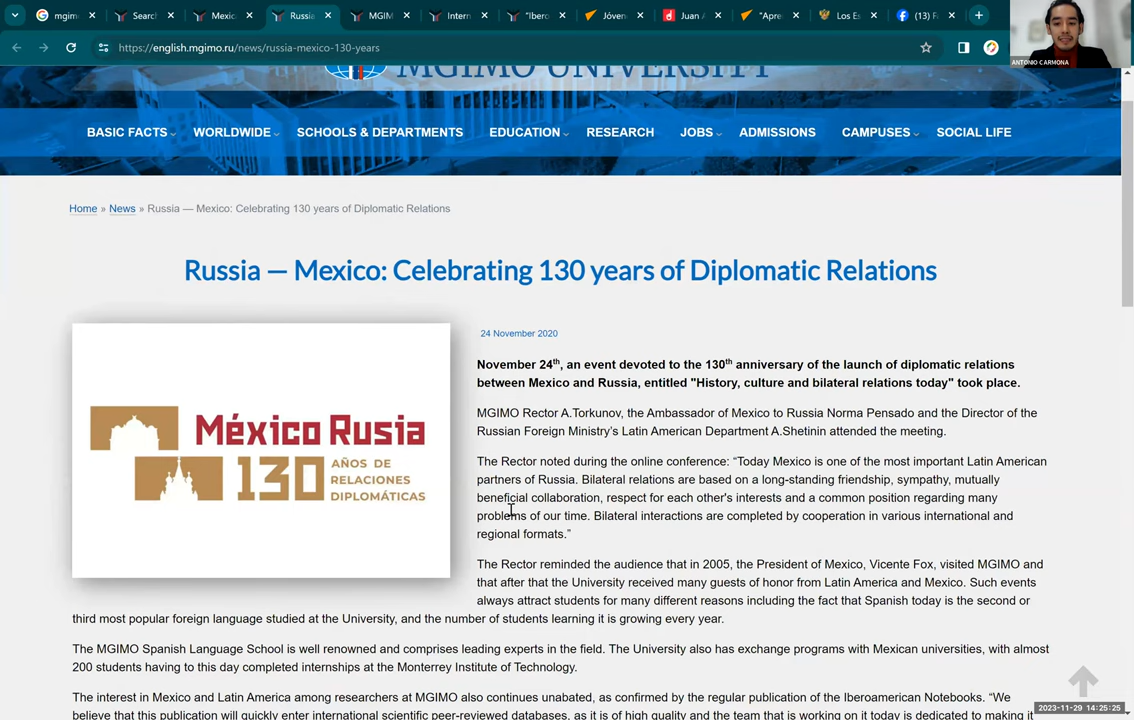 mgimo
Searc
Mexic
Russia
MGIM
Intern
"Ibero
Jóven
Juan A
"Apre
Los Es
(13) F
https://english.mgimo.ru/news/russia-mexico-130-years
ANTONIO CARMONA
MGIMO UNIVERSITY
BASIC FACTS
WORLDWIDE
SCHOOLS & DEPARTMENTS
EDUCATION
RESEARCH
JOBS
ADMISSIONS
CAMPUSES
SOCIAL LIFE
Home » News » Russia — Mexico: Celebrating 130 years of Diplomatic Relations
Russia — Mexico: Celebrating 130 years of Diplomatic Relations
México Rusia
130 AÑOS DE
RELACIONES
DIPLOMÁTICAS
24 November 2020
November 24th, an event devoted to the 130th anniversary of the launch of diplomatic relations
between Mexico and Russia, entitled "History, culture and bilateral relations today" took place.
MGIMO Rector A.Torkunov, the Ambassador of Mexico to Russia Norma Pensado and the Director of the
Russian Foreign Ministry's Latin American Department A.Shetinin attended the meeting.
The Rector noted during the online conference: “Today Mexico is one of the most important Latin American
partners of Russia. Bilateral relations are based on a long-standing friendship, sympathy, mutually
beneficial collaboration, respect for each other's interests and a common position regarding many
problems of our time. Bilateral interactions are completed by cooperation in various international and
regional formats.”
The Rector reminded the audience that in 2005, the President of Mexico, Vicente Fox, visited MGIMO and
that after that the University received many guests of honor from Latin America and Mexico. Such events
always attract students for many different reasons including the fact that Spanish today is the second or
third most popular foreign language studied at the University, and the number of students learning it is growing every year.
The MGIMO Spanish Language School is well renowned and comprises leading experts in the field. The University also has exchange programs with Mexican universities, with almost
200 students having to this day completed internships at the Monterrey Institute of Technology.
The interest in Mexico and Latin America among researchers at MGIMO also continues unabated, as confirmed by the regular publication of the Iberoamerican Notebooks. “We
believe that this publication will quickly enter international scientific peer-reviewed databases, as it is of high quality and the team that is working on it today is dedicated to making it
2023-11-29 14:25:25